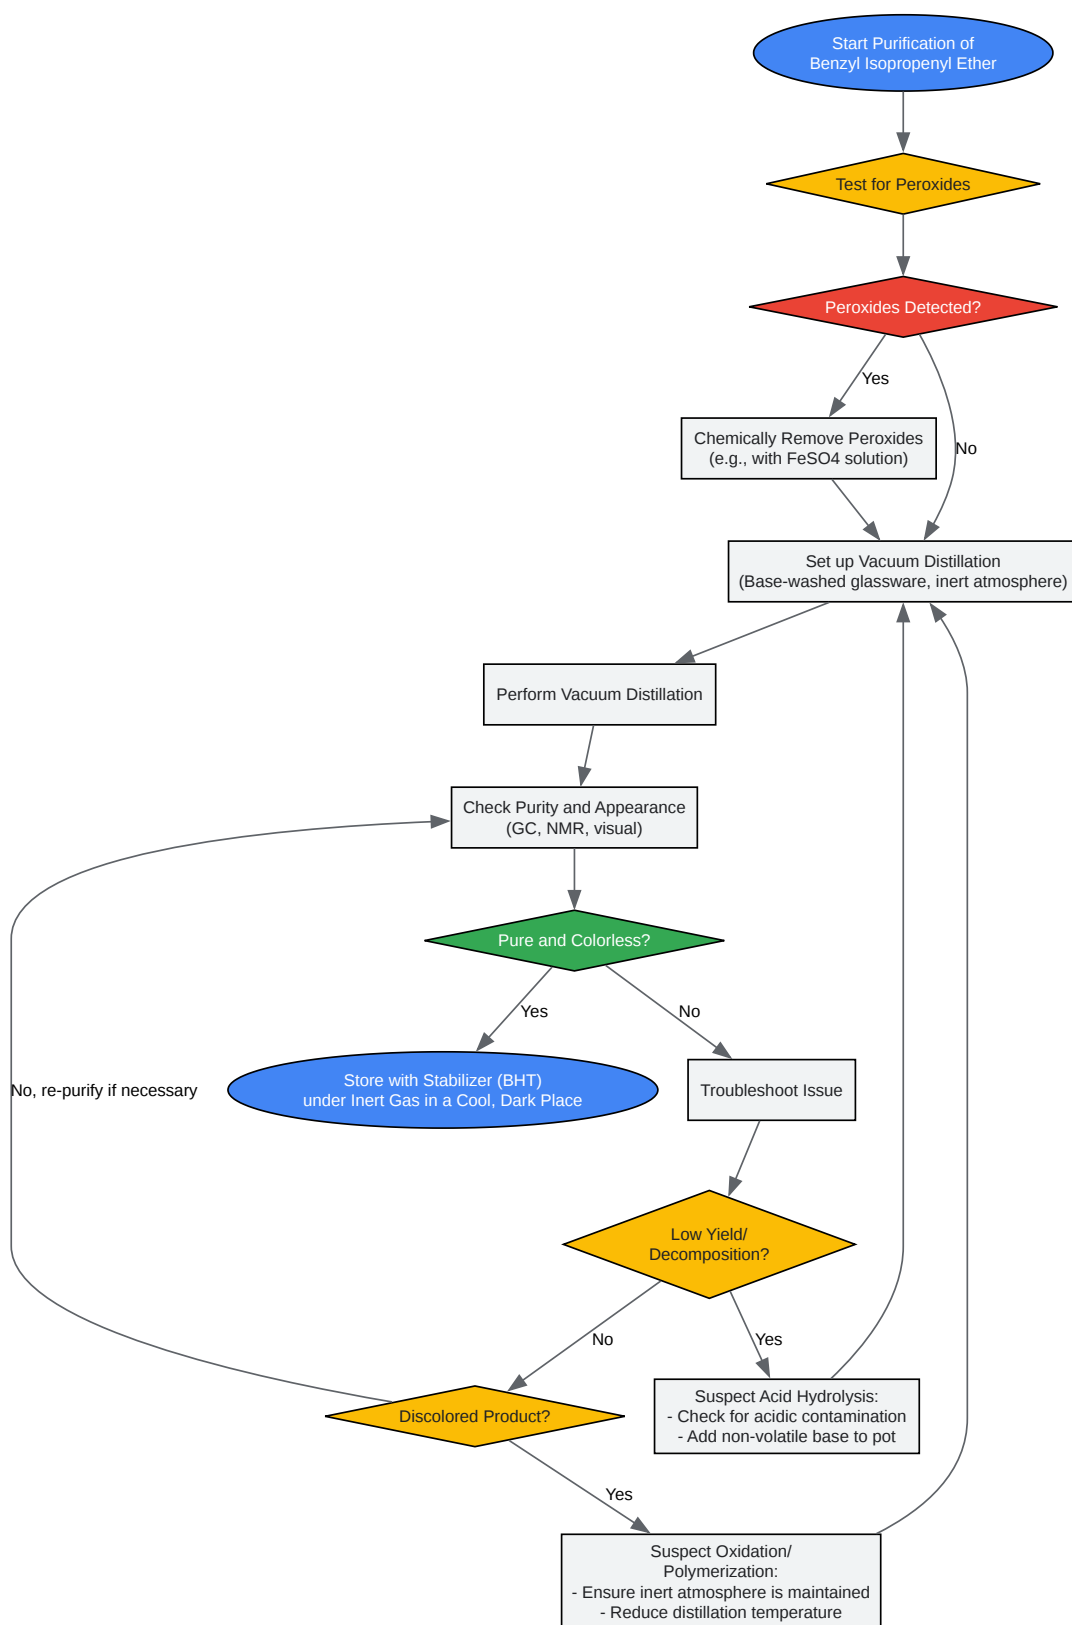 Start Purification of
Benzyl Isopropenyl Ether
Test for Peroxides
Peroxides Detected?
Yes
Chemically Remove Peroxides
(e.g., with FeSO4 solution)
No
Set up Vacuum Distillation
(Base-washed glassware, inert atmosphere)
Perform Vacuum Distillation
Check Purity and Appearance
(GC, NMR, visual)
Pure and Colorless?
Yes
No
No, re-purify if necessary
Store with Stabilizer (BHT)
under Inert Gas in a Cool, Dark Place
Troubleshoot Issue
Low Yield/
Decomposition?
No
Yes
Discolored Product?
Suspect Acid Hydrolysis:
- Check for acidic contamination
- Add non-volatile base to pot
Yes
Suspect Oxidation/
Polymerization:
- Ensure inert atmosphere is maintained
- Reduce distillation temperature